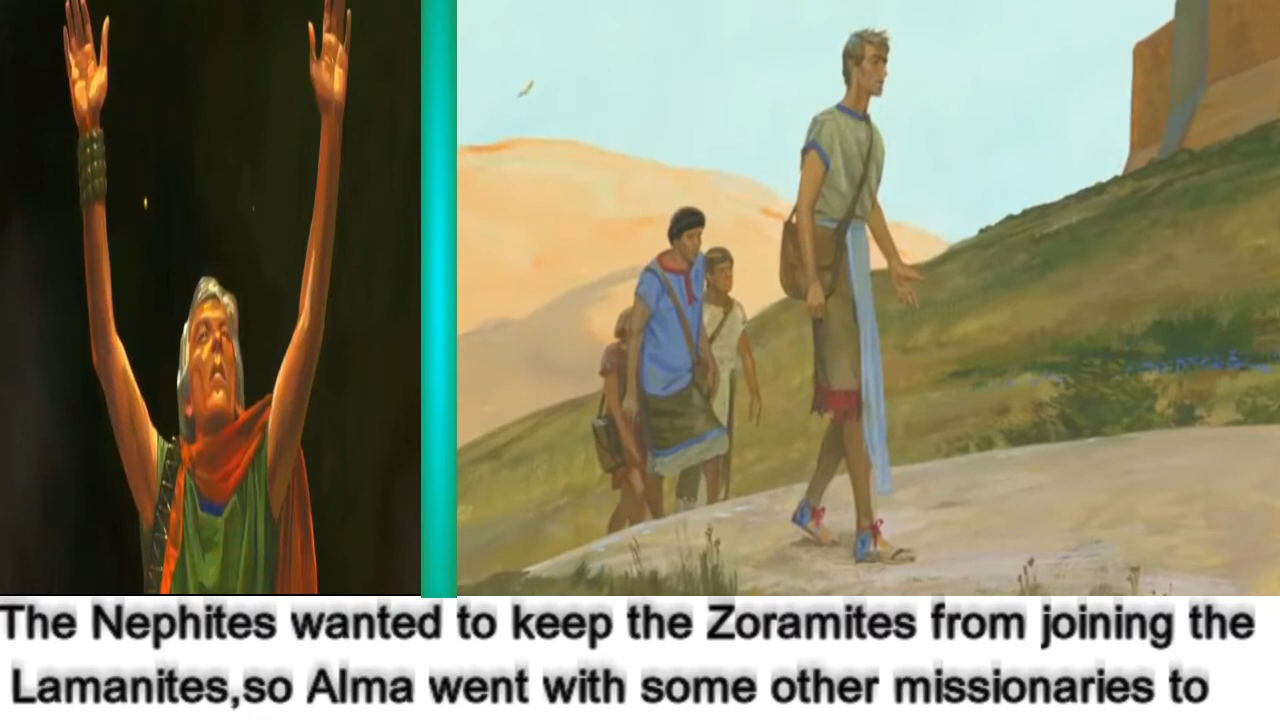 The Nephites wanted to keep the Zoramites from joining the
Lamanites,so Alma went with some other missionaries to